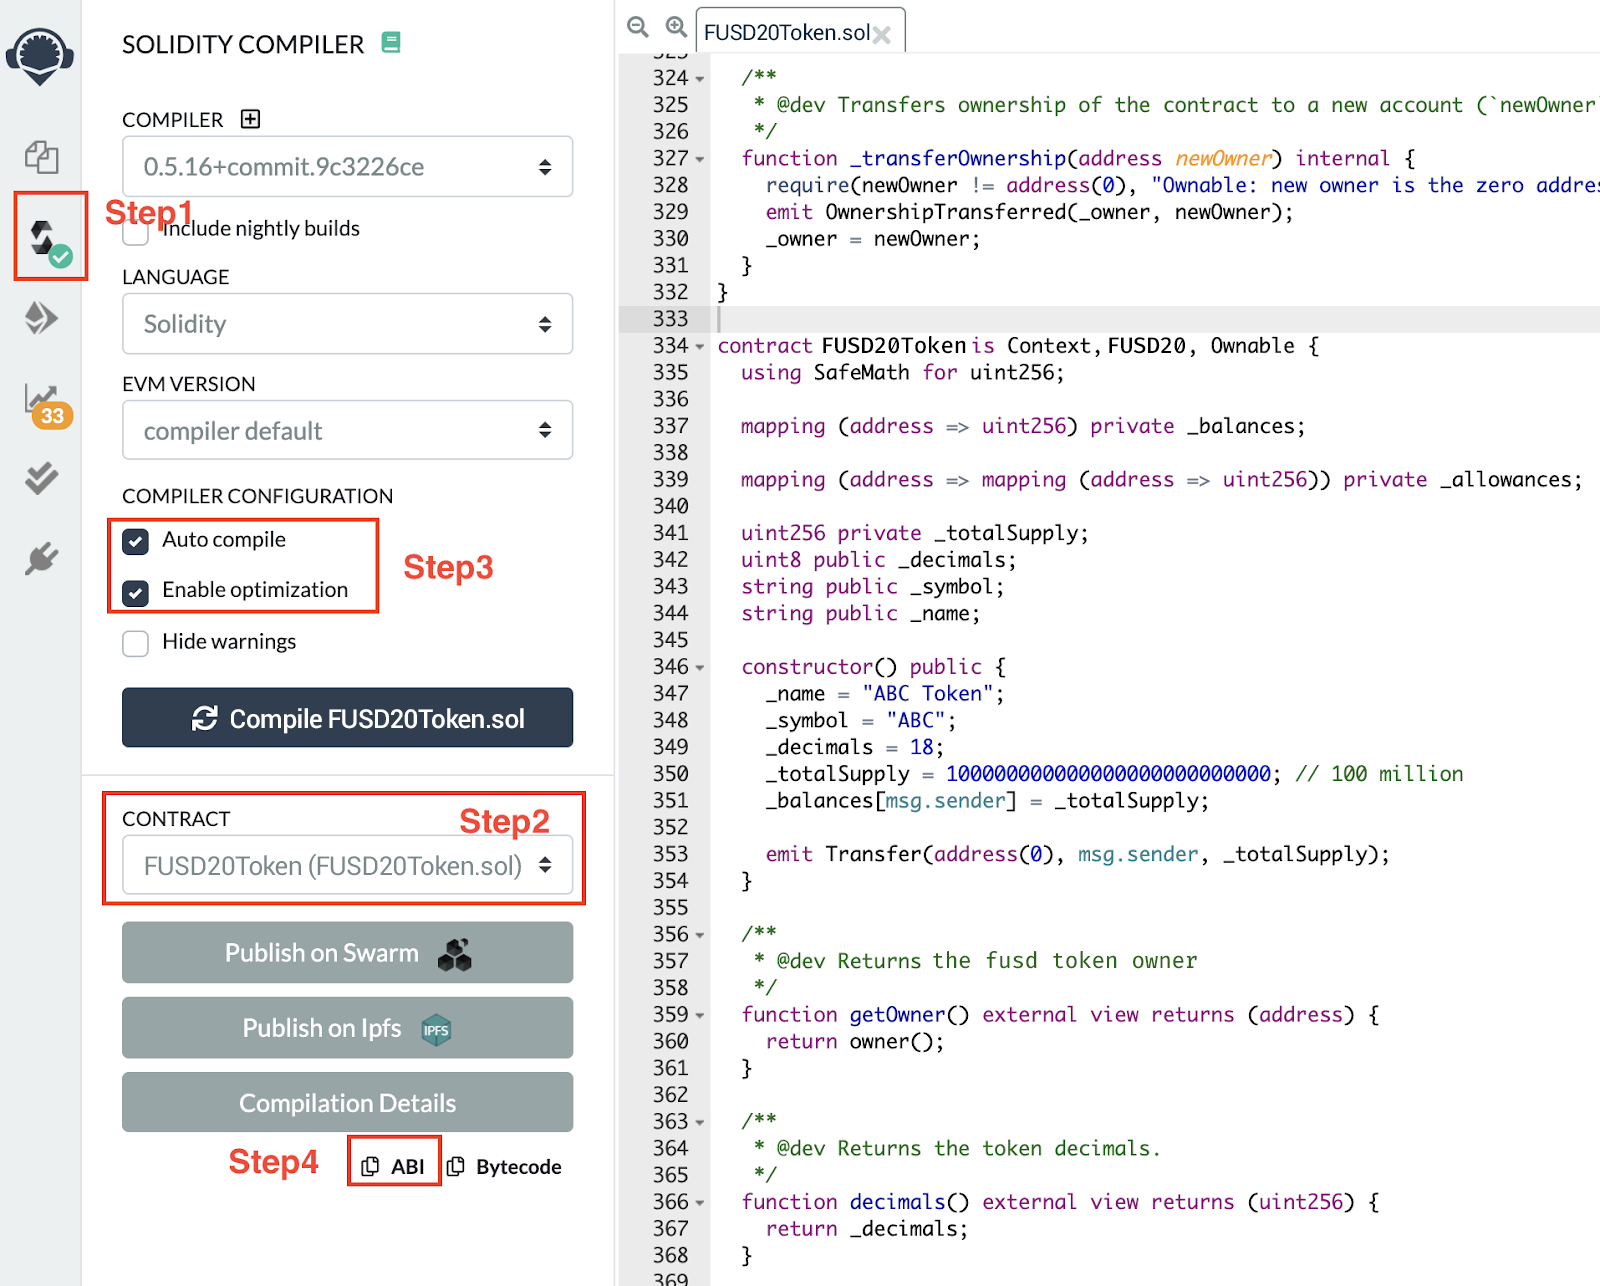 SOLIDITY COMPILER
COMPILER
0.5.16+commit.9c3226ce
Step1
Include nightly builds
LANGUAGE
Solidity
EVM VERSION
compiler default
33
COMPILER CONFIGURATION
Auto compile
Enable optimization
Step3
Hide warnings
Compile FUSD20Token.sol
CONTRACT
Step2
FUSD20Token (FUSD20Token.sol)
Publish on Swarm
Publish on Ipfs IPFS
Compilation Details
Step4 ABI Bytecode
FUSD20Token.sol
323
324 /**
325 * @dev Transfers ownership of the contract to a new account (`newOwner`
326 */
327 function _transferOwnership(address newOwner) internal {
328 require(newOwner != address(0), "Ownable: new owner is the zero addres
329 emit OwnershipTransferred(_owner, newOwner);
330 _owner = newOwner;
331 }
332 }
333
334 contract FUSD20Token is Context, FUSD20, Ownable {
335 using SafeMath for uint256;
336
337 mapping (address => uint256) private _balances;
338
339 mapping (address => mapping (address => uint256)) private _allowances;
340
341 uint256 private _totalSupply;
342 uint8 public _decimals;
343 string public _symbol;
344 string public _name;
345
346 constructor() public {
347 _name = "ABC Token";
348 _symbol = "ABC";
349 _decimals = 18;
350 _totalSupply = 100000000000000000000000000; // 100 million
351 _balances[msg.sender] = _totalSupply;
352
353 emit Transfer(address(0), msg.sender, _totalSupply);
354 }
355
356 /**
357 * @dev Returns the fusd token owner
358 */
359 function getOwner() external view returns (address) {
360 return owner();
361 }
362
363 /**
364 * @dev Returns the token decimals.
365 */
366 function decimals() external view returns (uint256) {
367 return _decimals;
368 }
369